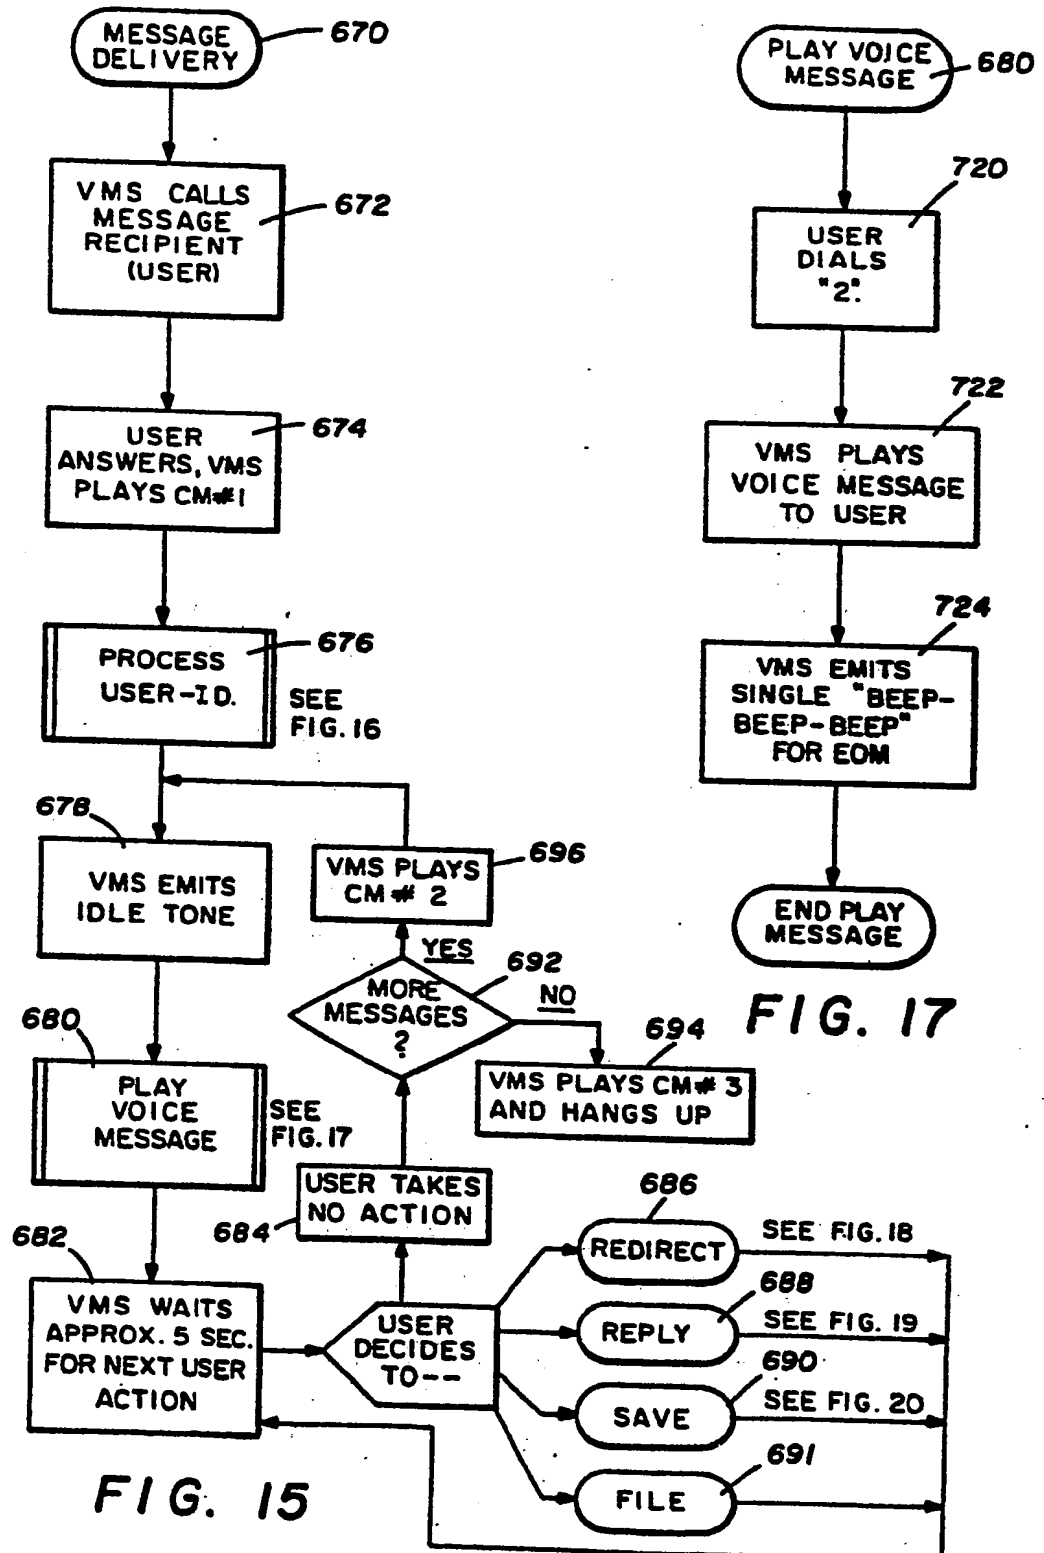 MESSAGE
DELIVERY
670
VMS CALLS
MESSAGE
RECIPIENT
(USER)
672
USER
ANSWERS, VMS
PLAYS CM#1
674
PROCESS
USER-ID.
676
SEE
FIG. 16
678
VMS EMITS
IDLE TONE
VMS PLAYS
CM# 2
696
YES
MORE
MESSAGES
?
692
NO
694
VMS PLAYS CM# 3
AND HANGS UP
680
PLAY
VOICE
MESSAGE
SEE
FIG. 17
USER TAKES
NO ACTION
684
682
VMS WAITS
APPROX. 5 SEC.
FOR NEXT USER
ACTION
USER
DECIDES
TO--
686
REDIRECT
SEE FIG. 18
688
REPLY
SEE FIG. 19
690
SAVE
SEE FIG. 20
691
FILE
FIG. 15
PLAY VOICE
MESSAGE
680
720
USER
DIALS
"2".
722
VMS PLAYS
VOICE MESSAGE
TO USER
724
VMS EMITS
SINGLE "BEEP-
BEEP-BEEP"
FOR EOM
END PLAY
MESSAGE
FIG. 17